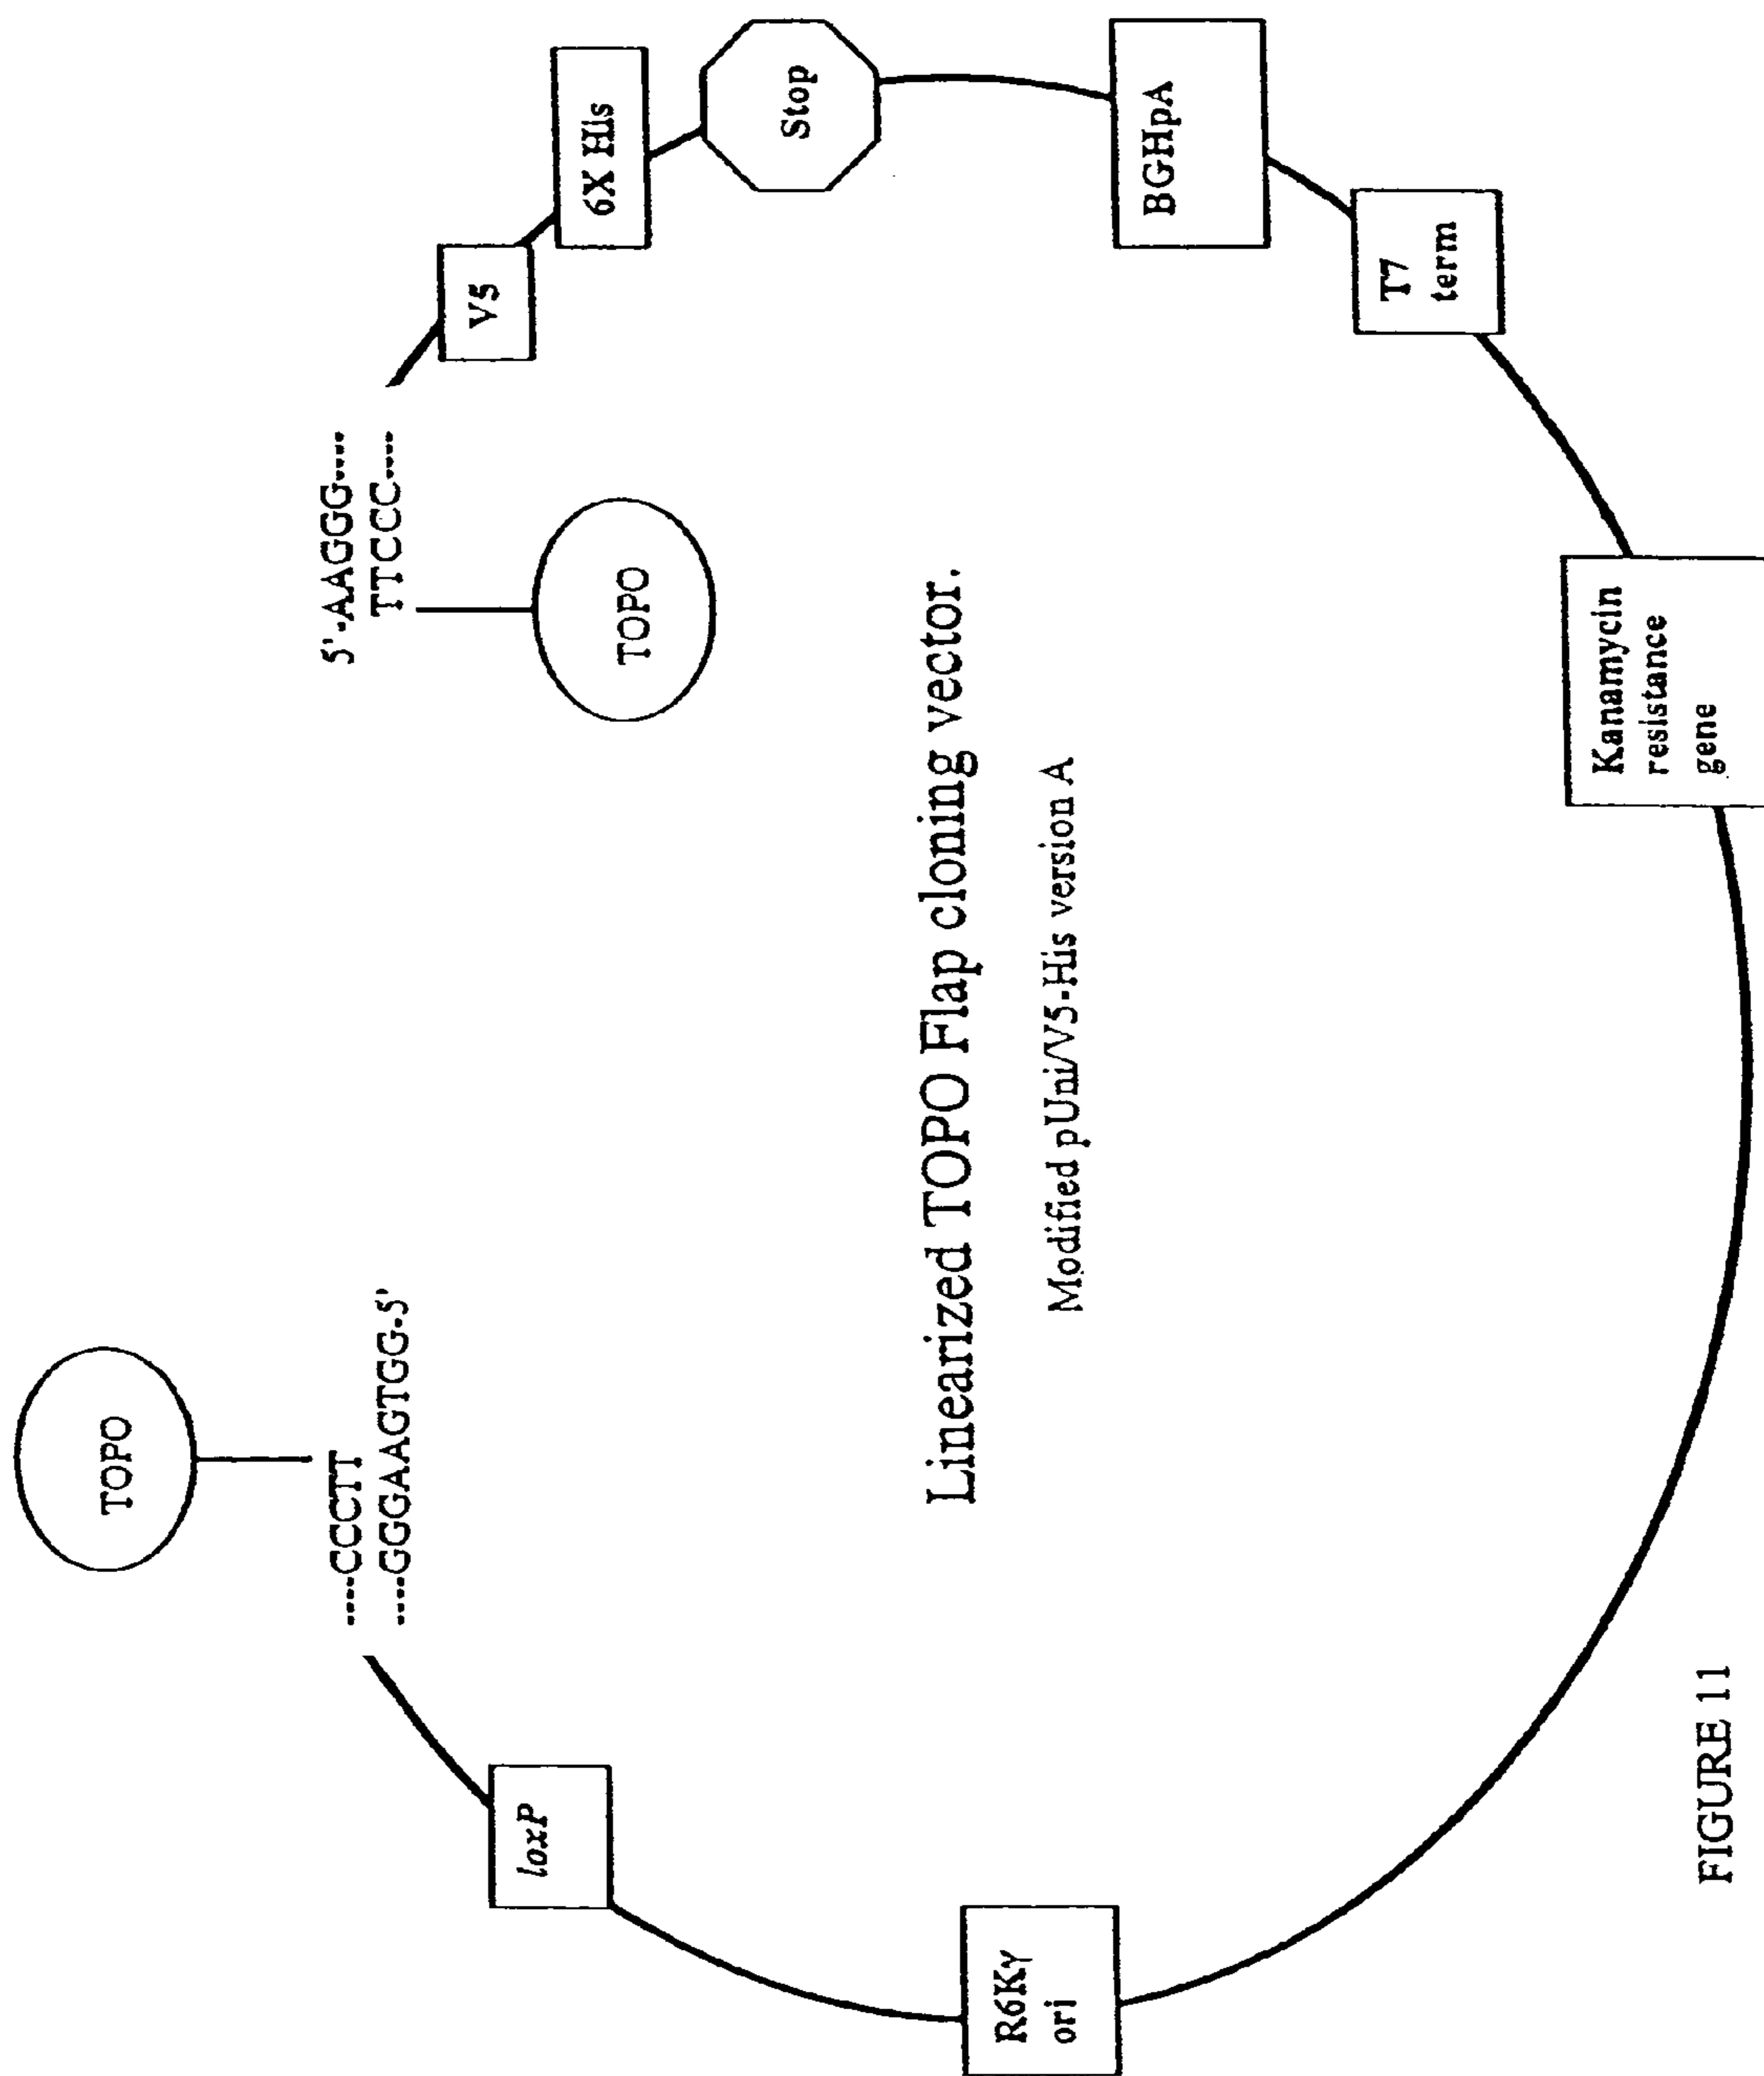 TOPO
----CCCTT
----GGGAAGTGG-5'
5'-AAGGG----
TTCCC----
TOPO
loxP
V5
6X His
Stop
Linearized TOPO Flap cloning vector.
Modified pUni/V5-His version A
R6Kγ
ori
BGHpA
T7
term
Kanamycin
resistance
gene
FIGURE 11